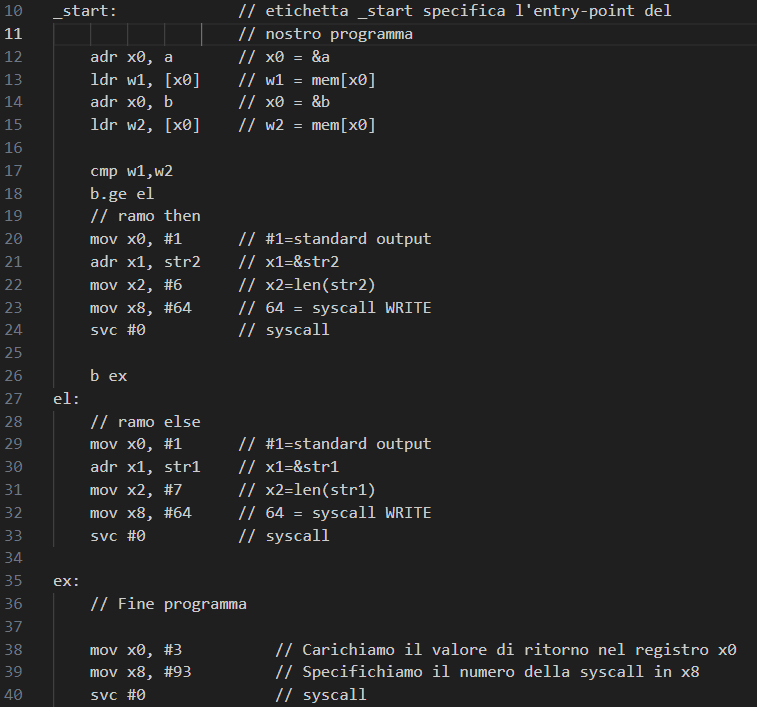 10 _start: // etichetta _start specifica l'entry-point del
11 // nostro programma
12 adr x0, a // x0 = &a
13 ldr w1, [x0] // w1 = mem[x0]
14 adr x0, b // x0 = &b
15 ldr w2, [x0] // w2 = mem[x0]
16
17 cmp w1,w2
18 b.ge el
19 // ramo then
20 mov x0, #1 // #1=standard output
21 adr x1, str2 // x1=&str2
22 mov x2, #6 // x2=len(str2)
23 mov x8, #64 // 64 = syscall WRITE
24 svc #0 // syscall
25
26 b ex
27 el:
28 // ramo else
29 mov x0, #1 // #1=standard output
30 adr x1, str1 // x1=&str1
31 mov x2, #7 // x2=len(str1)
32 mov x8, #64 // 64 = syscall WRITE
33 svc #0 // syscall
34
35 ex:
36 // Fine programma
37
38 mov x0, #3 // Carichiamo il valore di ritorno nel registro x0
39 mov x8, #93 // Specifichiamo il numero della syscall in x8
40 svc #0 // syscall